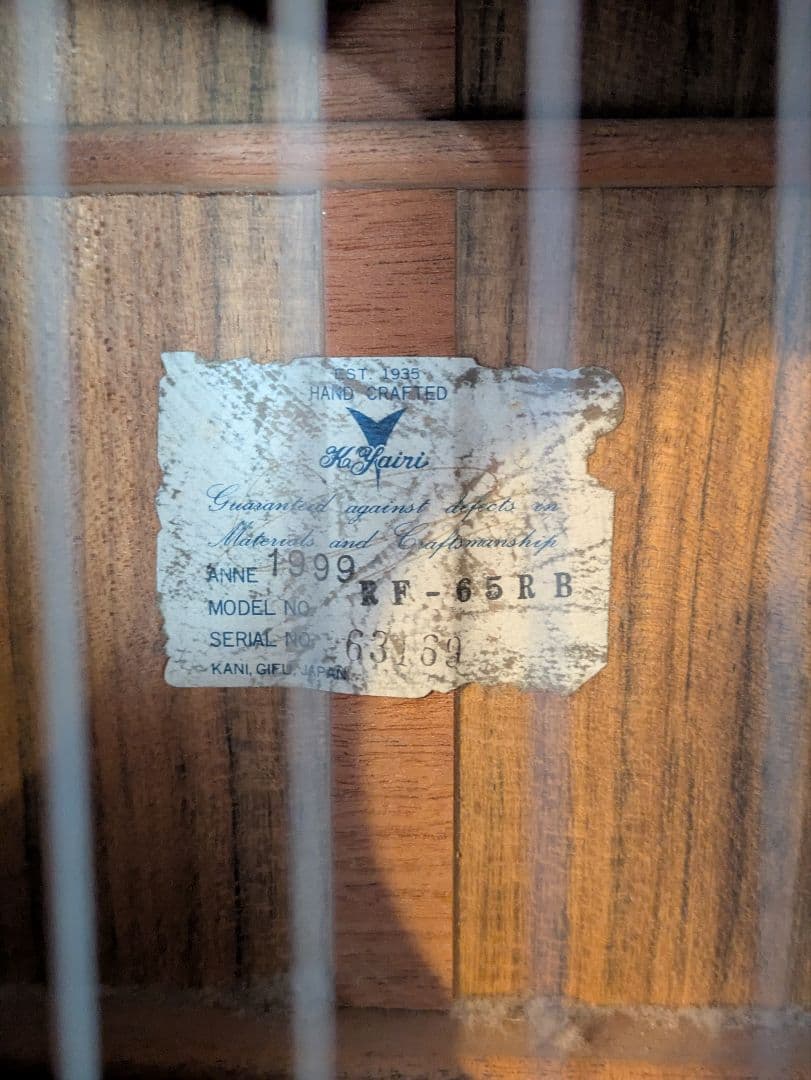 EST. 1935
HAND CRAFTED
K.Yairi
Guaranteed against defects in
Materials and Craftsmanship
ANNE 1999
MODEL NO. RF-65RB
SERIAL NO. 63169
KANI, GIFU, JAPAN